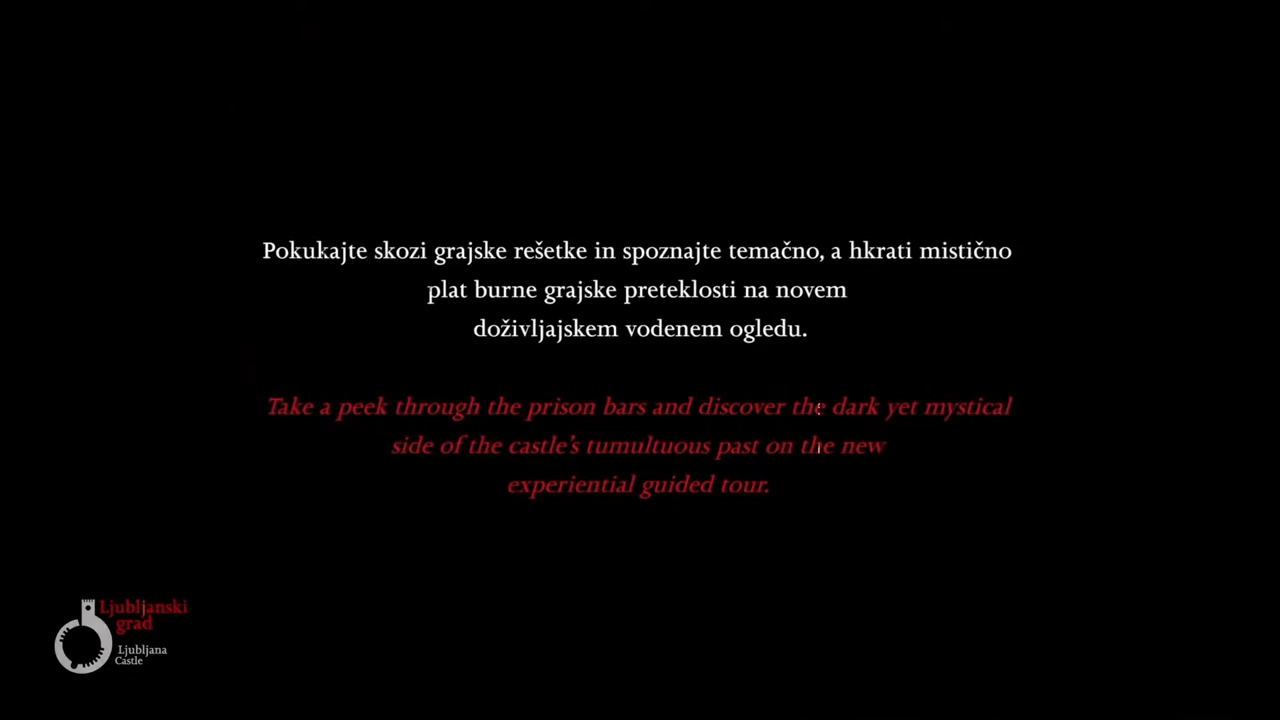 Pokukajte skozi grajske rešetke in spoznajte temačno, a hkrati mistično
plat burne grajske preteklosti na novem
doživljajskem vodenem ogledu.
Take a peek through the prison bars and discover the dark yet mystical
side of the castle's tumultuous past on the new
experiential guided tour.
Ljubljanski
grad
Ljubljana
Castle